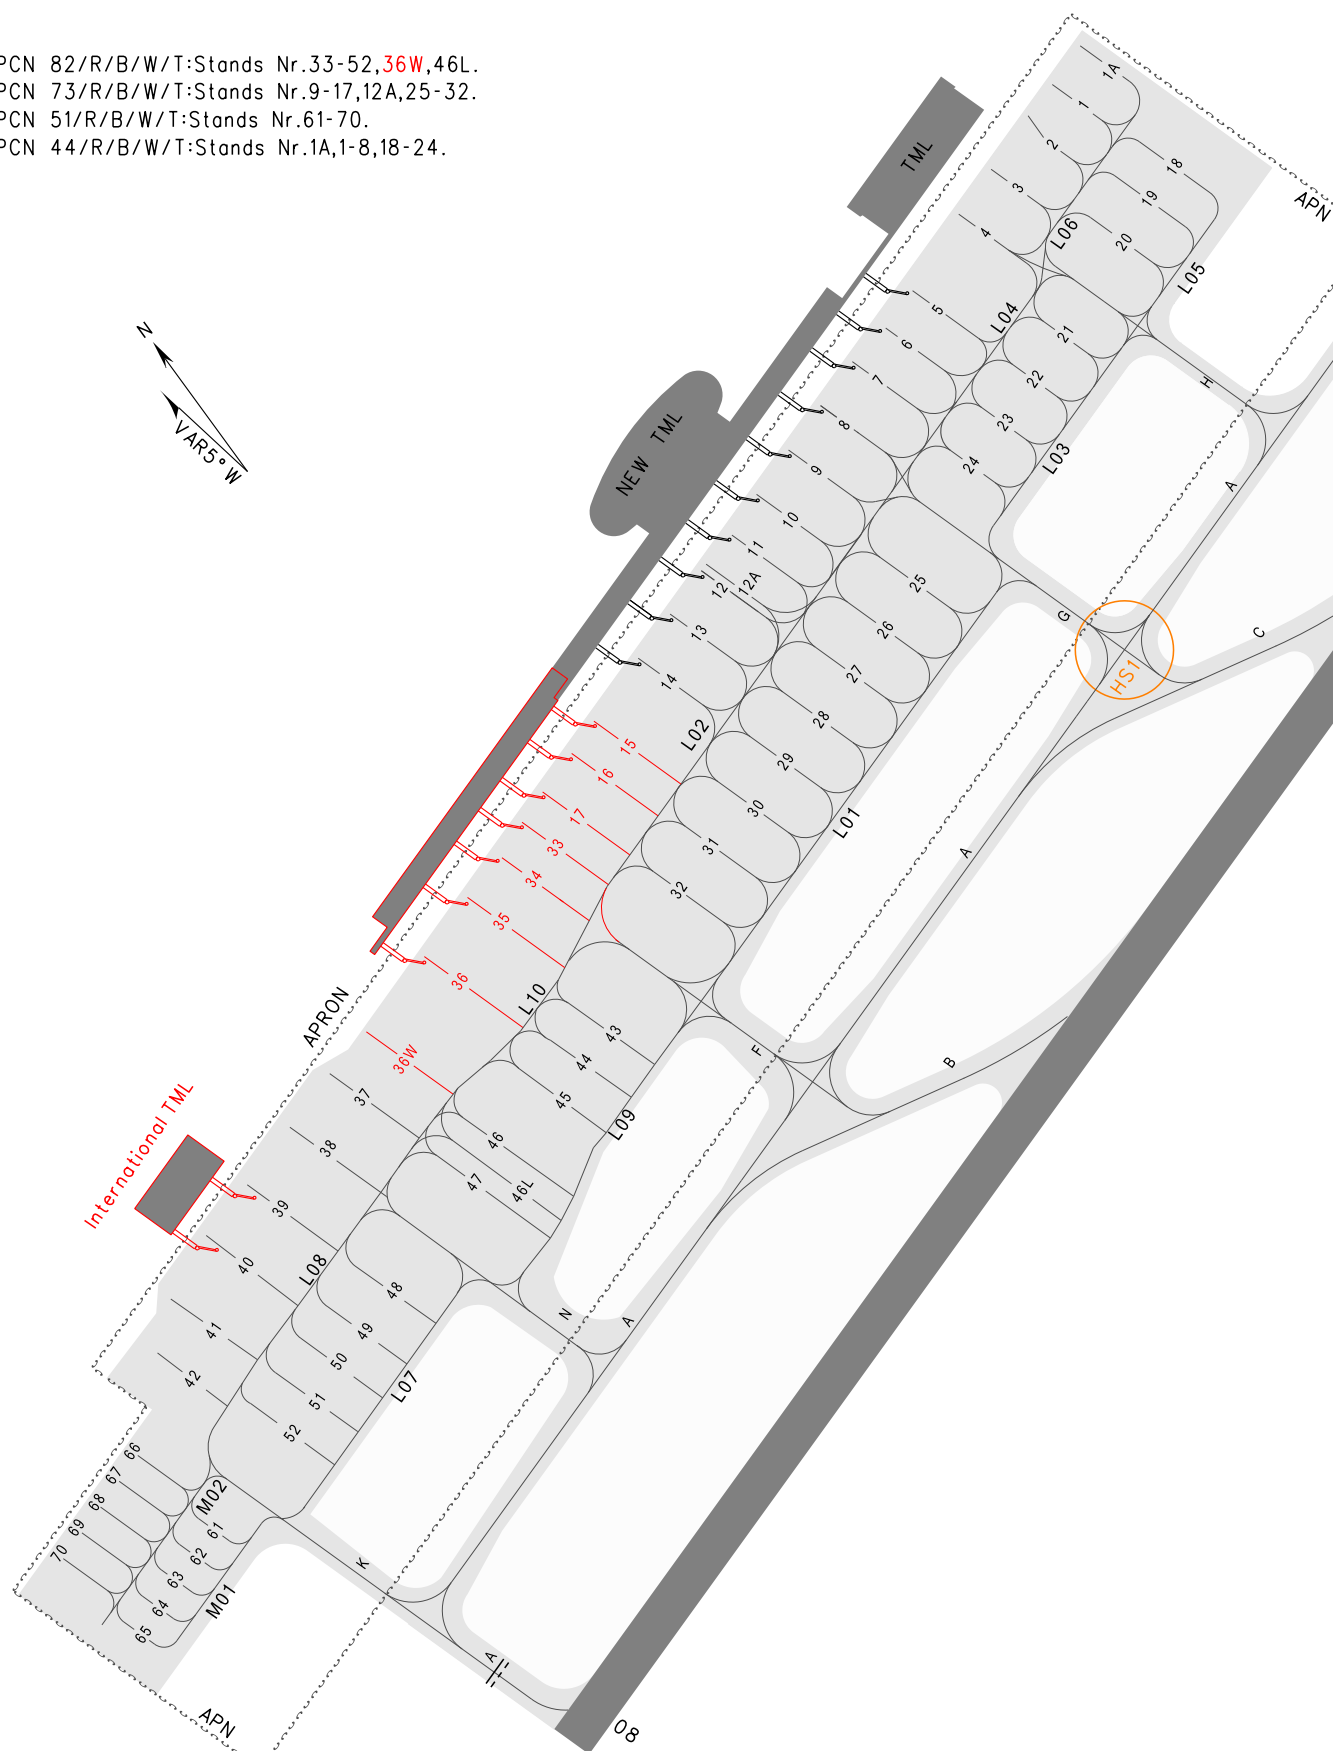 PCN 82/R/B/W/T:Stands Nr.33-52,36W,46L.
PCN 73/R/B/W/T:Stands Nr.9-17,12A,25-32.
PCN 51/R/B/W/T:Stands Nr.61-70.
PCN 44/R/B/W/T:Stands Nr.1A,1-8,18-24.
N
VAR5°W
TML
NEW TML
International TML
APRON
APN
APN
1A
1
2
3
4
5
6
7
8
9
10
11
12
12A
13
14
15
16
17
33
34
35
36
36W
37
38
39
40
41
42
18
19
20
21
22
23
24
25
26
27
28
29
30
31
32
43
44
45
46
46L
47
48
49
50
51
52
66
67
68
69
70
61
62
63
64
65
L06
L05
L04
L03
L02
L01
L10
L09
L08
L07
M02
M01
H
A
G
C
HS1
A
F
B
N
A
K
A
08